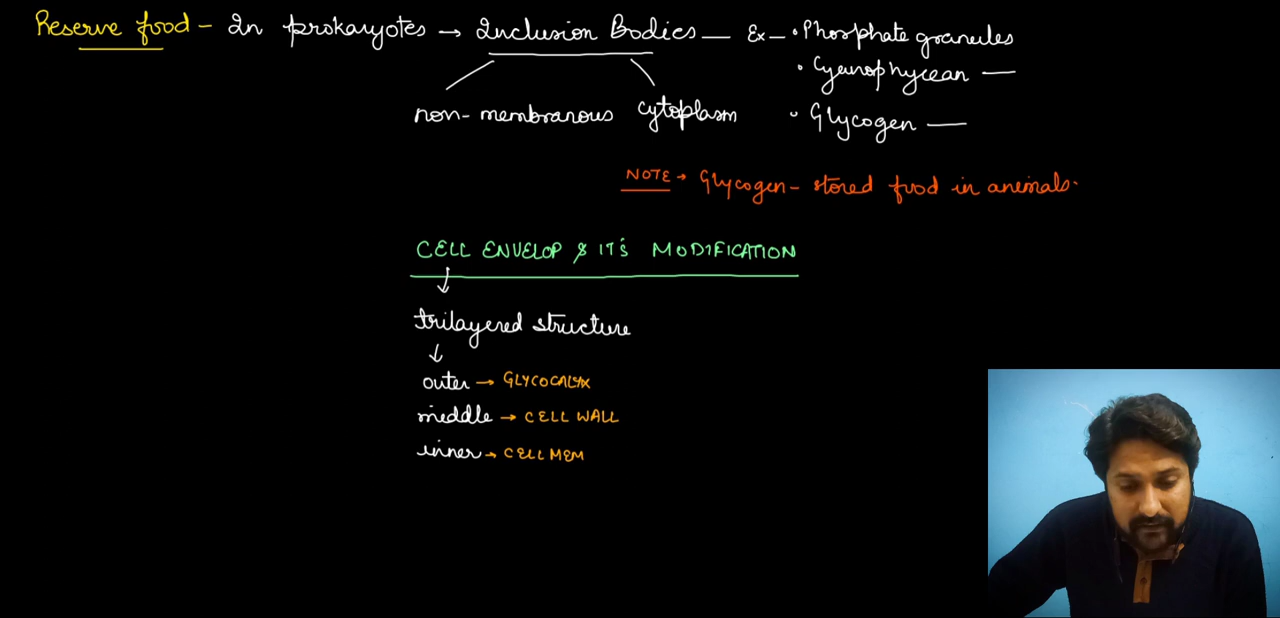 Reserve food - In prokaryotes → Inclusion Bodies — Ex - • Phosphate granules
• Cyanophycean —
non-membranous cytoplasm • Glycogen —
NOTE → Glycogen - stored food in animals.
CELL ENVELOP & IT'S MODIFICATION
↓
trilayered structure
↓
outer → GLYCOCALYX
middle → CELL WALL
inner → CELL MEM